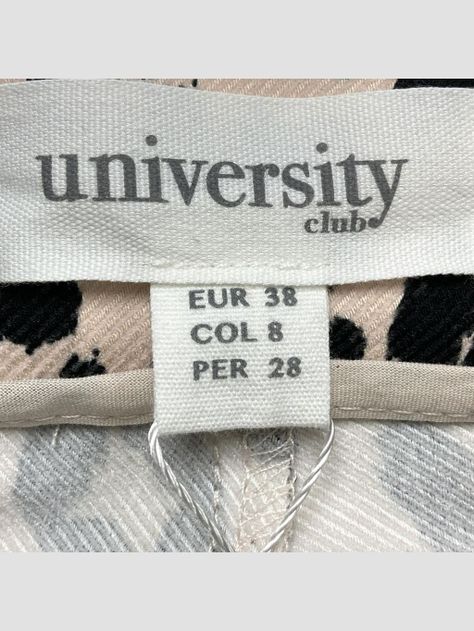 university
club
EUR 38
COL 8
PER 28